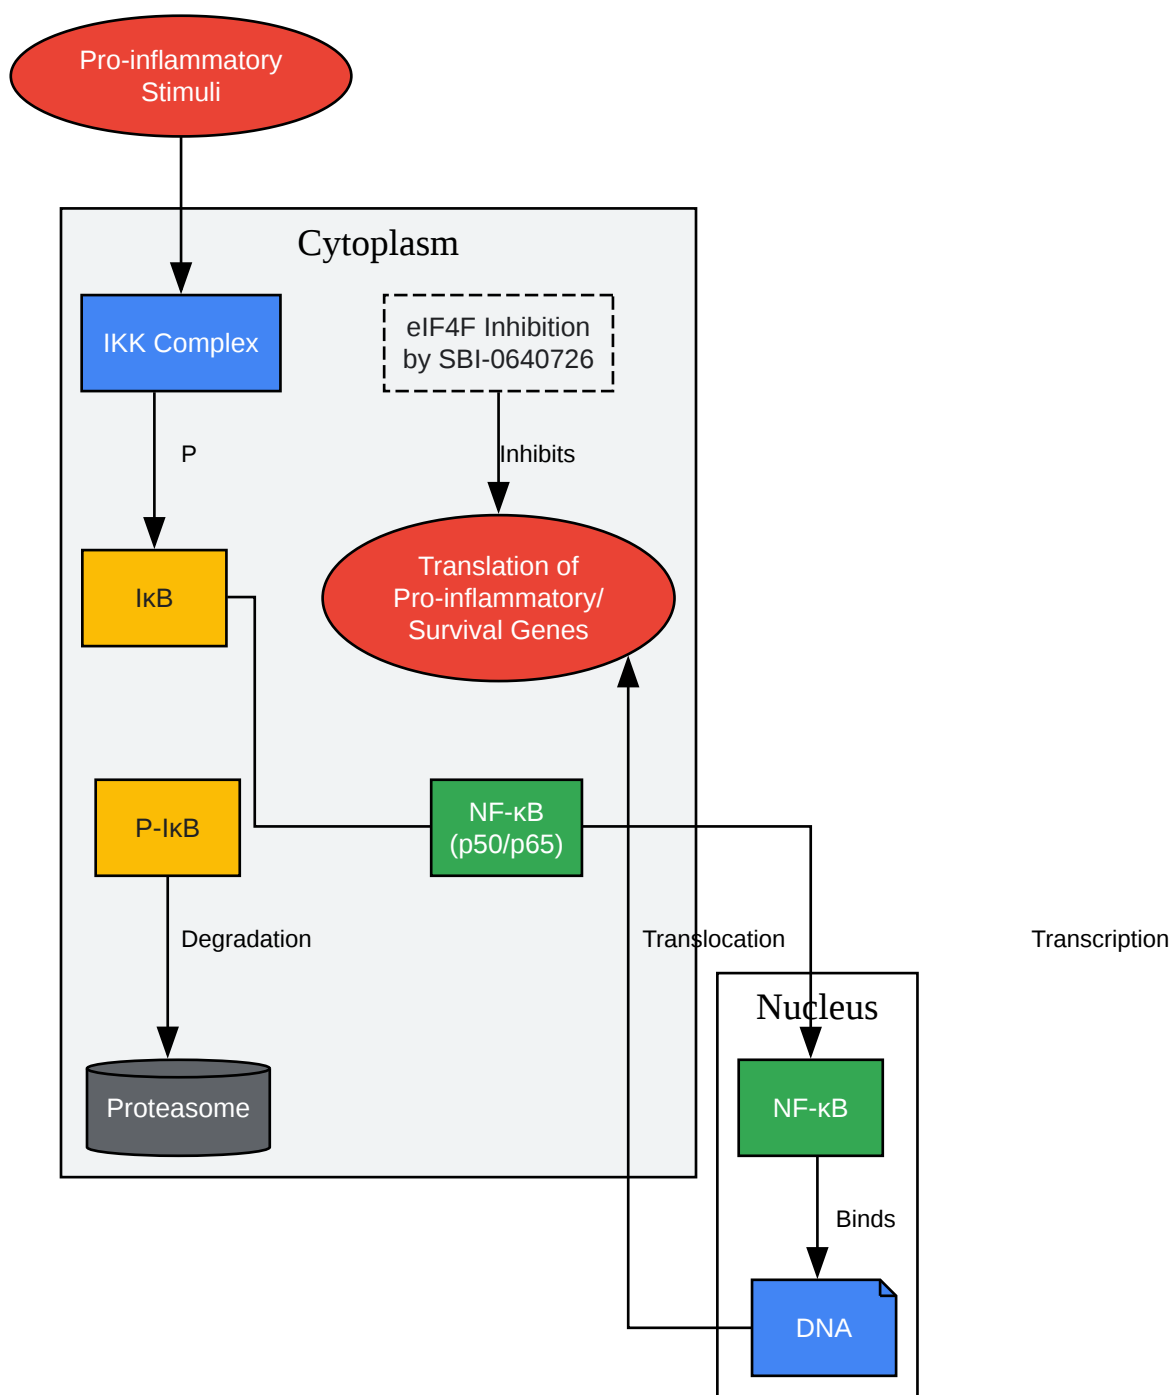 Pro-inflammatory
Stimuli
Cytoplasm
IKK Complex
eIF4F Inhibition
by SBI-0640726
P
Inhibits
IκB
Translation of
Pro-inflammatory/
Survival Genes
P-IκB
NF-κB
(p50/p65)
Degradation
Translocation
Transcription
Nucleus
Proteasome
NF-κB
Binds
DNA